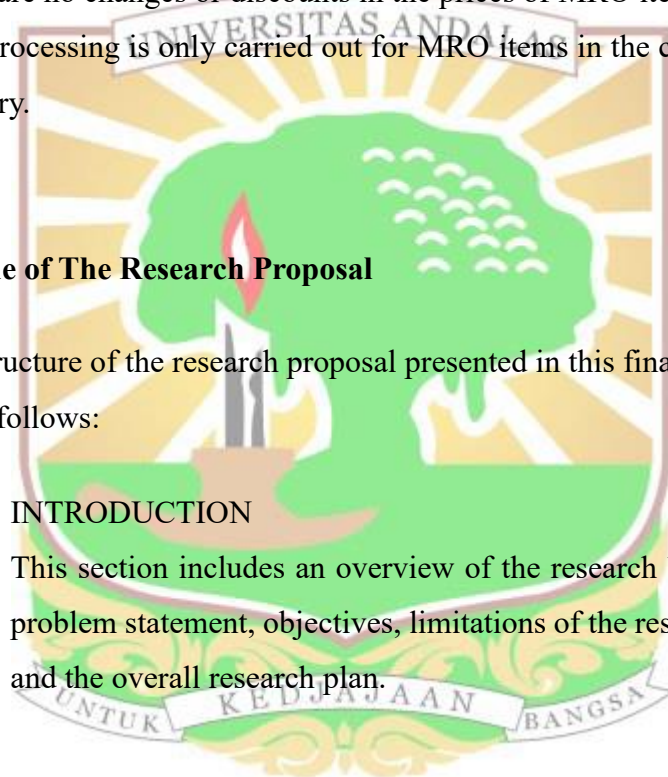 are no changes or discounts in the prices of MRO ite
UNIVERSITAS ANDALAS
rocessing is only carried out for MRO items in the c
ry.
e of The Research Proposal
ructure of the research proposal presented in this fina
follows:
INTRODUCTION
This section includes an overview of the research
problem statement, objectives, limitations of the res
and the overall research plan.
UNTUK KEDJAJAAN BANGSA